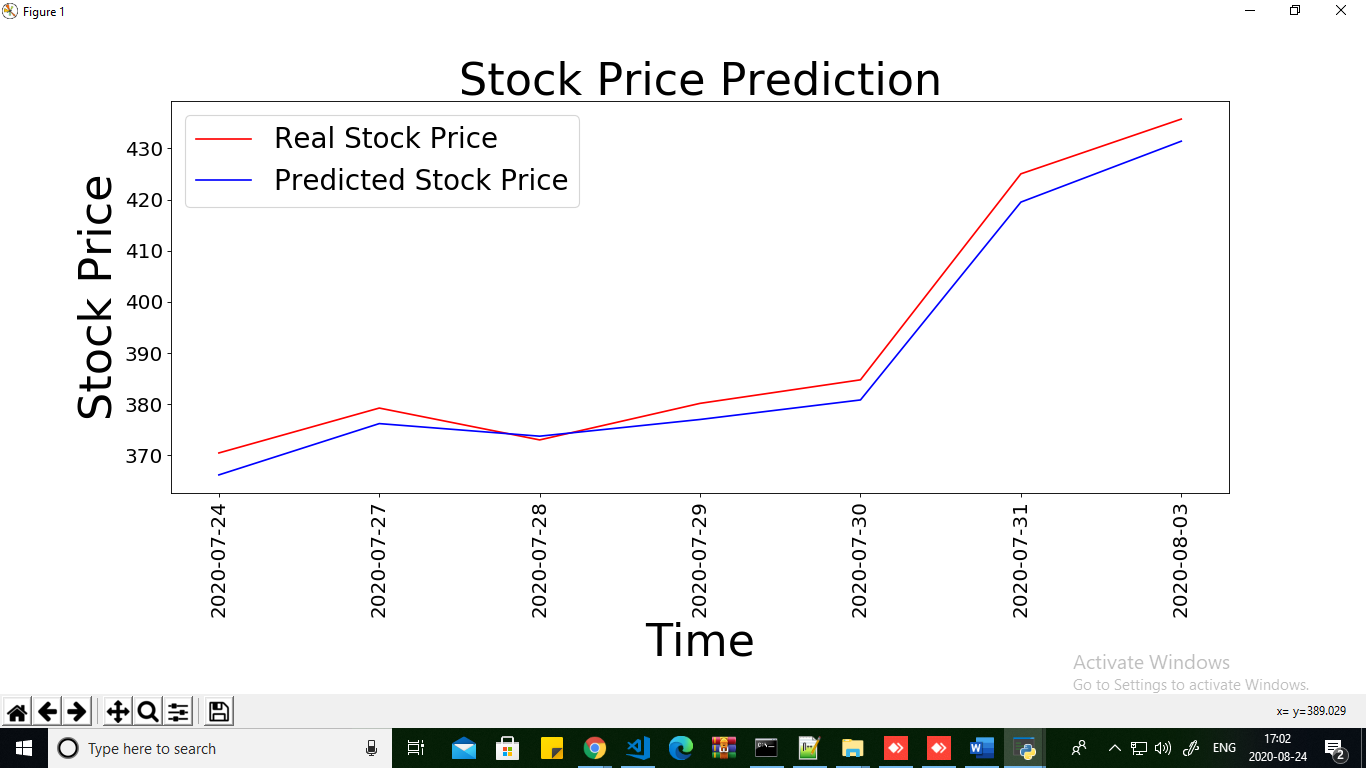 Figure 1
Stock Price Prediction
Real Stock Price
Predicted Stock Price
Stock Price
430
420
410
400
390
380
370
2020-07-24
2020-07-27
2020-07-28
2020-07-29
2020-07-30
2020-07-31
2020-08-03
Time
Activate Windows
Go to Settings to activate Windows.
x= y=389.029
Type here to search
ENG
17:02
2020-08-24
2